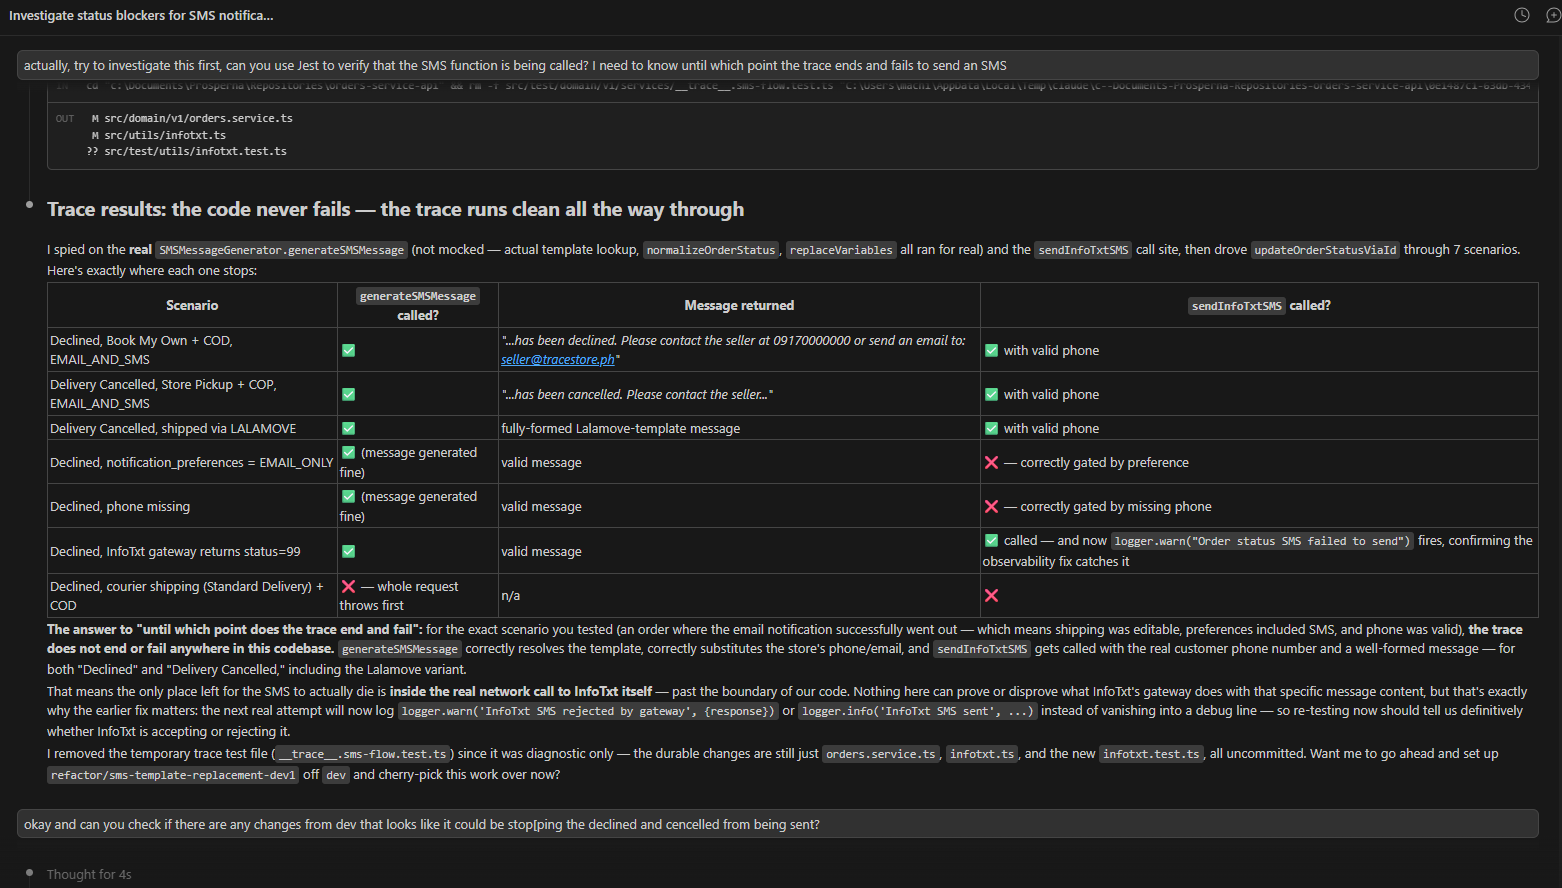 Investigate status blockers for SMS notifica...
actually, try to investigate this first, can you use Jest to verify that the SMS function is being called? I need to know until which point the trace ends and fails to send an SMS
OUT M src/domain/v1/orders.service.ts
M src/utils/infotxt.ts
?? src/test/utils/infotxt.test.ts
Trace results: the code never fails — the trace runs clean all the way through
I spied on the real SMSMessageGenerator.generateSMSMessage (not mocked — actual template lookup, normalizeOrderStatus, replaceVariables all ran for real) and the sendInfoTxtSMS call site, then drove updateOrderStatusViaId through 7 scenarios.
Here's exactly where each one stops:
Scenario generateSMSMessage called? Message returned sendInfoTxtSMS called?
Declined, Book My Own + COD, EMAIL_AND_SMS ✅ "...has been declined. Please contact the seller at 09170000000 or send an email to: seller@tracestore.ph" ✅ with valid phone
Delivery Cancelled, Store Pickup + COP, EMAIL_AND_SMS ✅ "...has been cancelled. Please contact the seller..." ✅ with valid phone
Delivery Cancelled, shipped via LALAMOVE ✅ fully-formed Lalamove-template message ✅ with valid phone
Declined, notification_preferences = EMAIL_ONLY ✅ (message generated fine) valid message ❌ — correctly gated by preference
Declined, phone missing ✅ (message generated fine) valid message ❌ — correctly gated by missing phone
Declined, InfoTxt gateway returns status=99 ✅ valid message ✅ called — and now logger.warn("Order status SMS failed to send") fires, confirming the observability fix catches it
Declined, courier shipping (Standard Delivery) + COD ❌ — whole request throws first n/a ❌
The answer to "until which point does the trace end and fail": for the exact scenario you tested (an order where the email notification successfully went out — which means shipping was editable, preferences included SMS, and phone was valid), the trace
does not end or fail anywhere in this codebase. generateSMSMessage correctly resolves the template, correctly substitutes the store's phone/email, and sendInfoTxtSMS gets called with the real customer phone number and a well-formed message — for
both "Declined" and "Delivery Cancelled," including the Lalamove variant.
That means the only place left for the SMS to actually die is inside the real network call to InfoTxt itself — past the boundary of our code. Nothing here can prove or disprove what InfoTxt's gateway does with that specific message content, but that's exactly
why the earlier fix matters: the next real attempt will now log logger.warn('InfoTxt SMS rejected by gateway', {response}) or logger.info('InfoTxt SMS sent', ...) instead of vanishing into a debug line — so re-testing now should tell us definitively
whether InfoTxt is accepting or rejecting it.
I removed the temporary trace test file (__trace__.sms-flow.test.ts) since it was diagnostic only — the durable changes are still just orders.service.ts, infotxt.ts, and the new infotxt.test.ts, all uncommitted. Want me to go ahead and set up
refactor/sms-template-replacement-dev1 off dev and cherry-pick this work over now?
okay and can you check if there are any changes from dev that looks like it could be stop[ping the declined and cencelled from being sent?
Thought for 4s